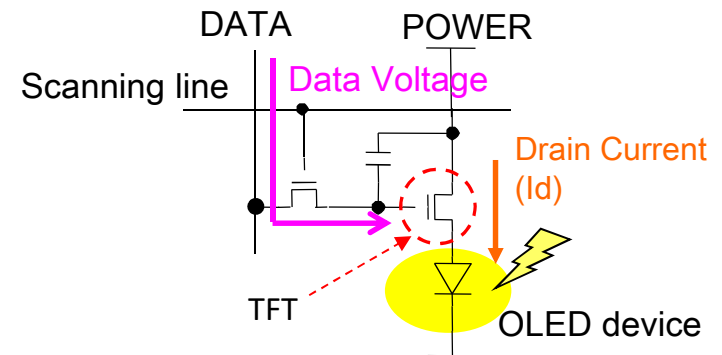 DATA
POWER
Scanning line
Data Voltage
Drain Current
(Id)
TFT
OLED device